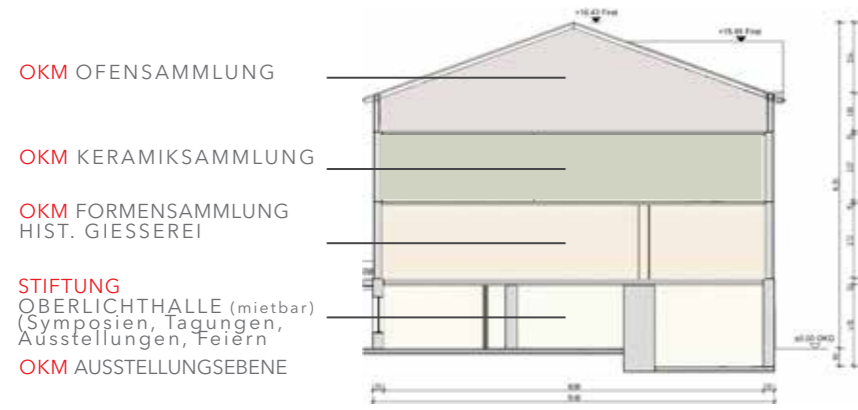 OKM OFENSAMMLUNG
OKM KERAMIKSAMMLUNG
OKM FORMENSAMMLUNG
HIST. GIESSEREI
STIFTUNG
OBERLICHTHALLE (mietbar)
(Symposien, Tagungen,
Ausstellungen, Feiern
OKM AUSSTELLUNGSEBENE